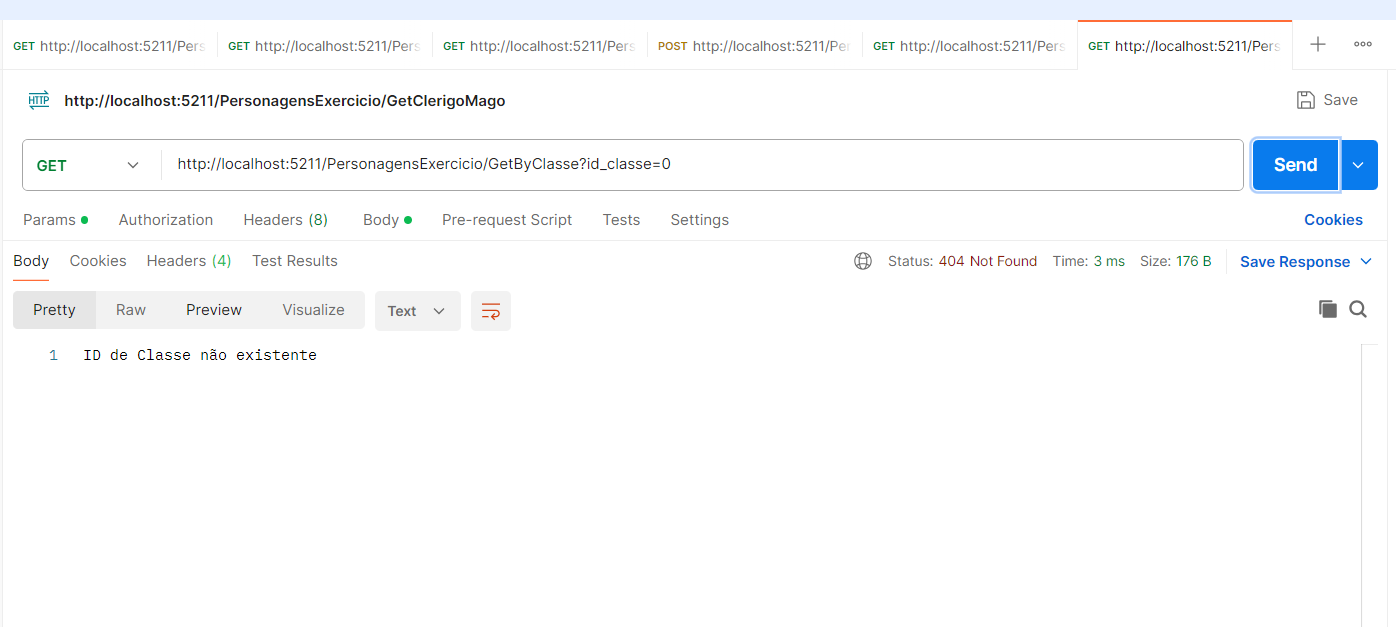 GET http://localhost:5211/Pers GET http://localhost:5211/Pers GET http://localhost:5211/Pers POST http://localhost:5211/Pe GET http://localhost:5211/Pers GET http://localhost:5211/Pers
HTTP http://localhost:5211/PersonagensExercicio/GetClerigoMago Save
GET http://localhost:5211/PersonagensExercicio/GetByClasse?id_classe=0 Send
Params Authorization Headers (8) Body Pre-request Script Tests Settings Cookies
Body Cookies Headers (4) Test Results Status: 404 Not Found Time: 3 ms Size: 176 B Save Response
Pretty Raw Preview Visualize Text
1 ID de Classe não existente